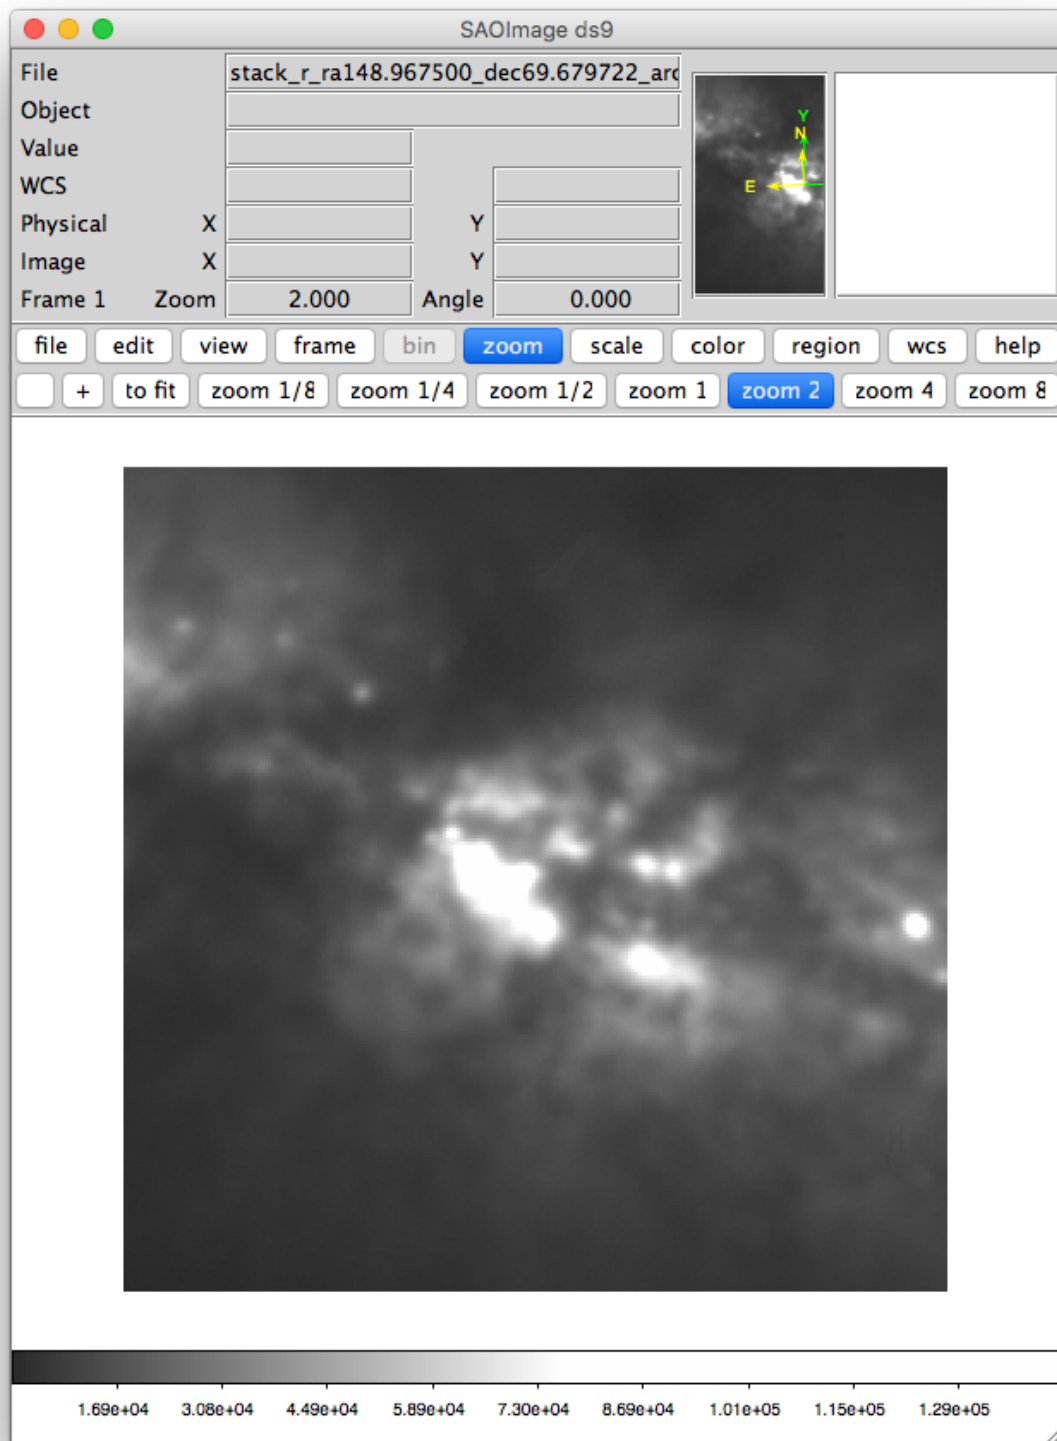 SAOImage ds9
File stack_r_ra148.967500_dec69.679722_arc
Object
Value
WCS
Physical X Y
Image X Y
Frame 1 Zoom 2.000 Angle 0.000
Y
N
E
file edit view frame bin zoom scale color region wcs help
+ to fit zoom 1/8 zoom 1/4 zoom 1/2 zoom 1 zoom 2 zoom 4 zoom 8
1.69e+04 3.08e+04 4.49e+04 5.89e+04 7.30e+04 8.69e+04 1.01e+05 1.15e+05 1.29e+05